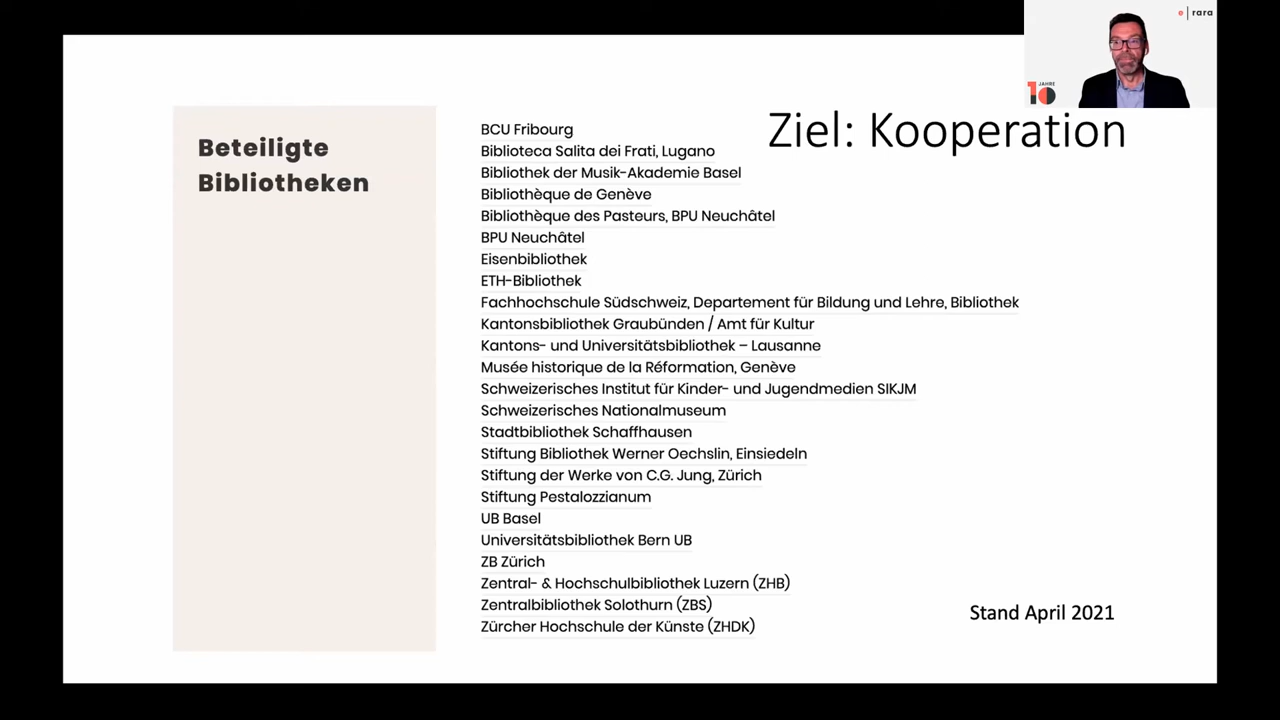 e | rara
10 JAHRE
Ziel: Kooperation
Beteiligte
Bibliotheken
BCU Fribourg
Biblioteca Salita dei Frati, Lugano
Bibliothek der Musik-Akademie Basel
Bibliothèque de Genève
Bibliothèque des Pasteurs, BPU Neuchâtel
BPU Neuchâtel
Eisenbibliothek
ETH-Bibliothek
Fachhochschule Südschweiz, Departement für Bildung und Lehre, Bibliothek
Kantonsbibliothek Graubünden / Amt für Kultur
Kantons- und Universitätsbibliothek – Lausanne
Musée historique de la Réformation, Genève
Schweizerisches Institut für Kinder- und Jugendmedien SIKJM
Schweizerisches Nationalmuseum
Stadtbibliothek Schaffhausen
Stiftung Bibliothek Werner Oechslin, Einsiedeln
Stiftung der Werke von C.G. Jung, Zürich
Stiftung Pestalozzianum
UB Basel
Universitätsbibliothek Bern UB
ZB Zürich
Zentral- & Hochschulbibliothek Luzern (ZHB)
Zentralbibliothek Solothurn (ZBS)
Zürcher Hochschule der Künste (ZHDK)
Stand April 2021